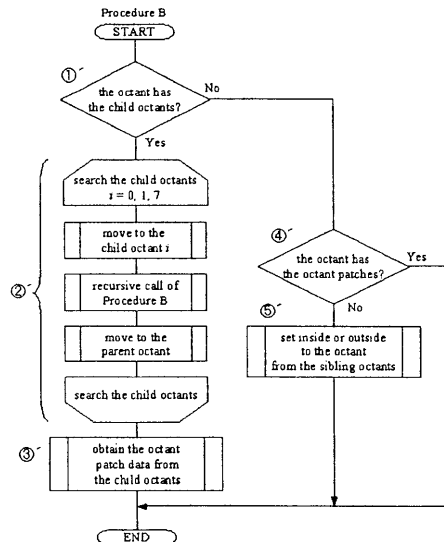 Procedure B
START
①´
the octant has
the child octants?
No
Yes
②´
search the child octants
i = 0, 1, 7
move to the
child octant i
recursive call of
Procedure B
move to the
parent octant
search the child octants
③´
obtain the octant
patch data from
the child octants
END
④´
the octant has
the octant patches?
Yes
No
⑤´
set inside or outside
to the octant
from the sibling octants